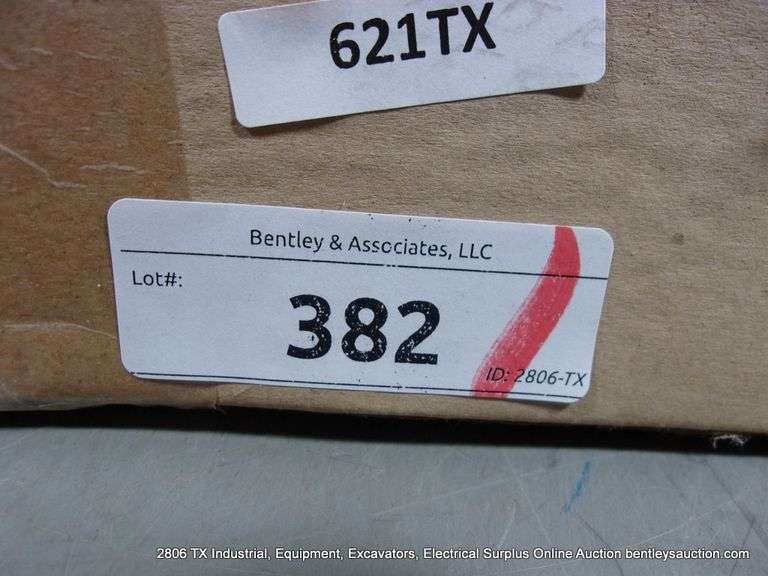 621TX
Bentley & Associates, LLC
Lot#:
382
ID: 2806-TX
2806 TX Industrial, Equipment, Excavators, Electrical Surplus Online Auction bentleysauction.com